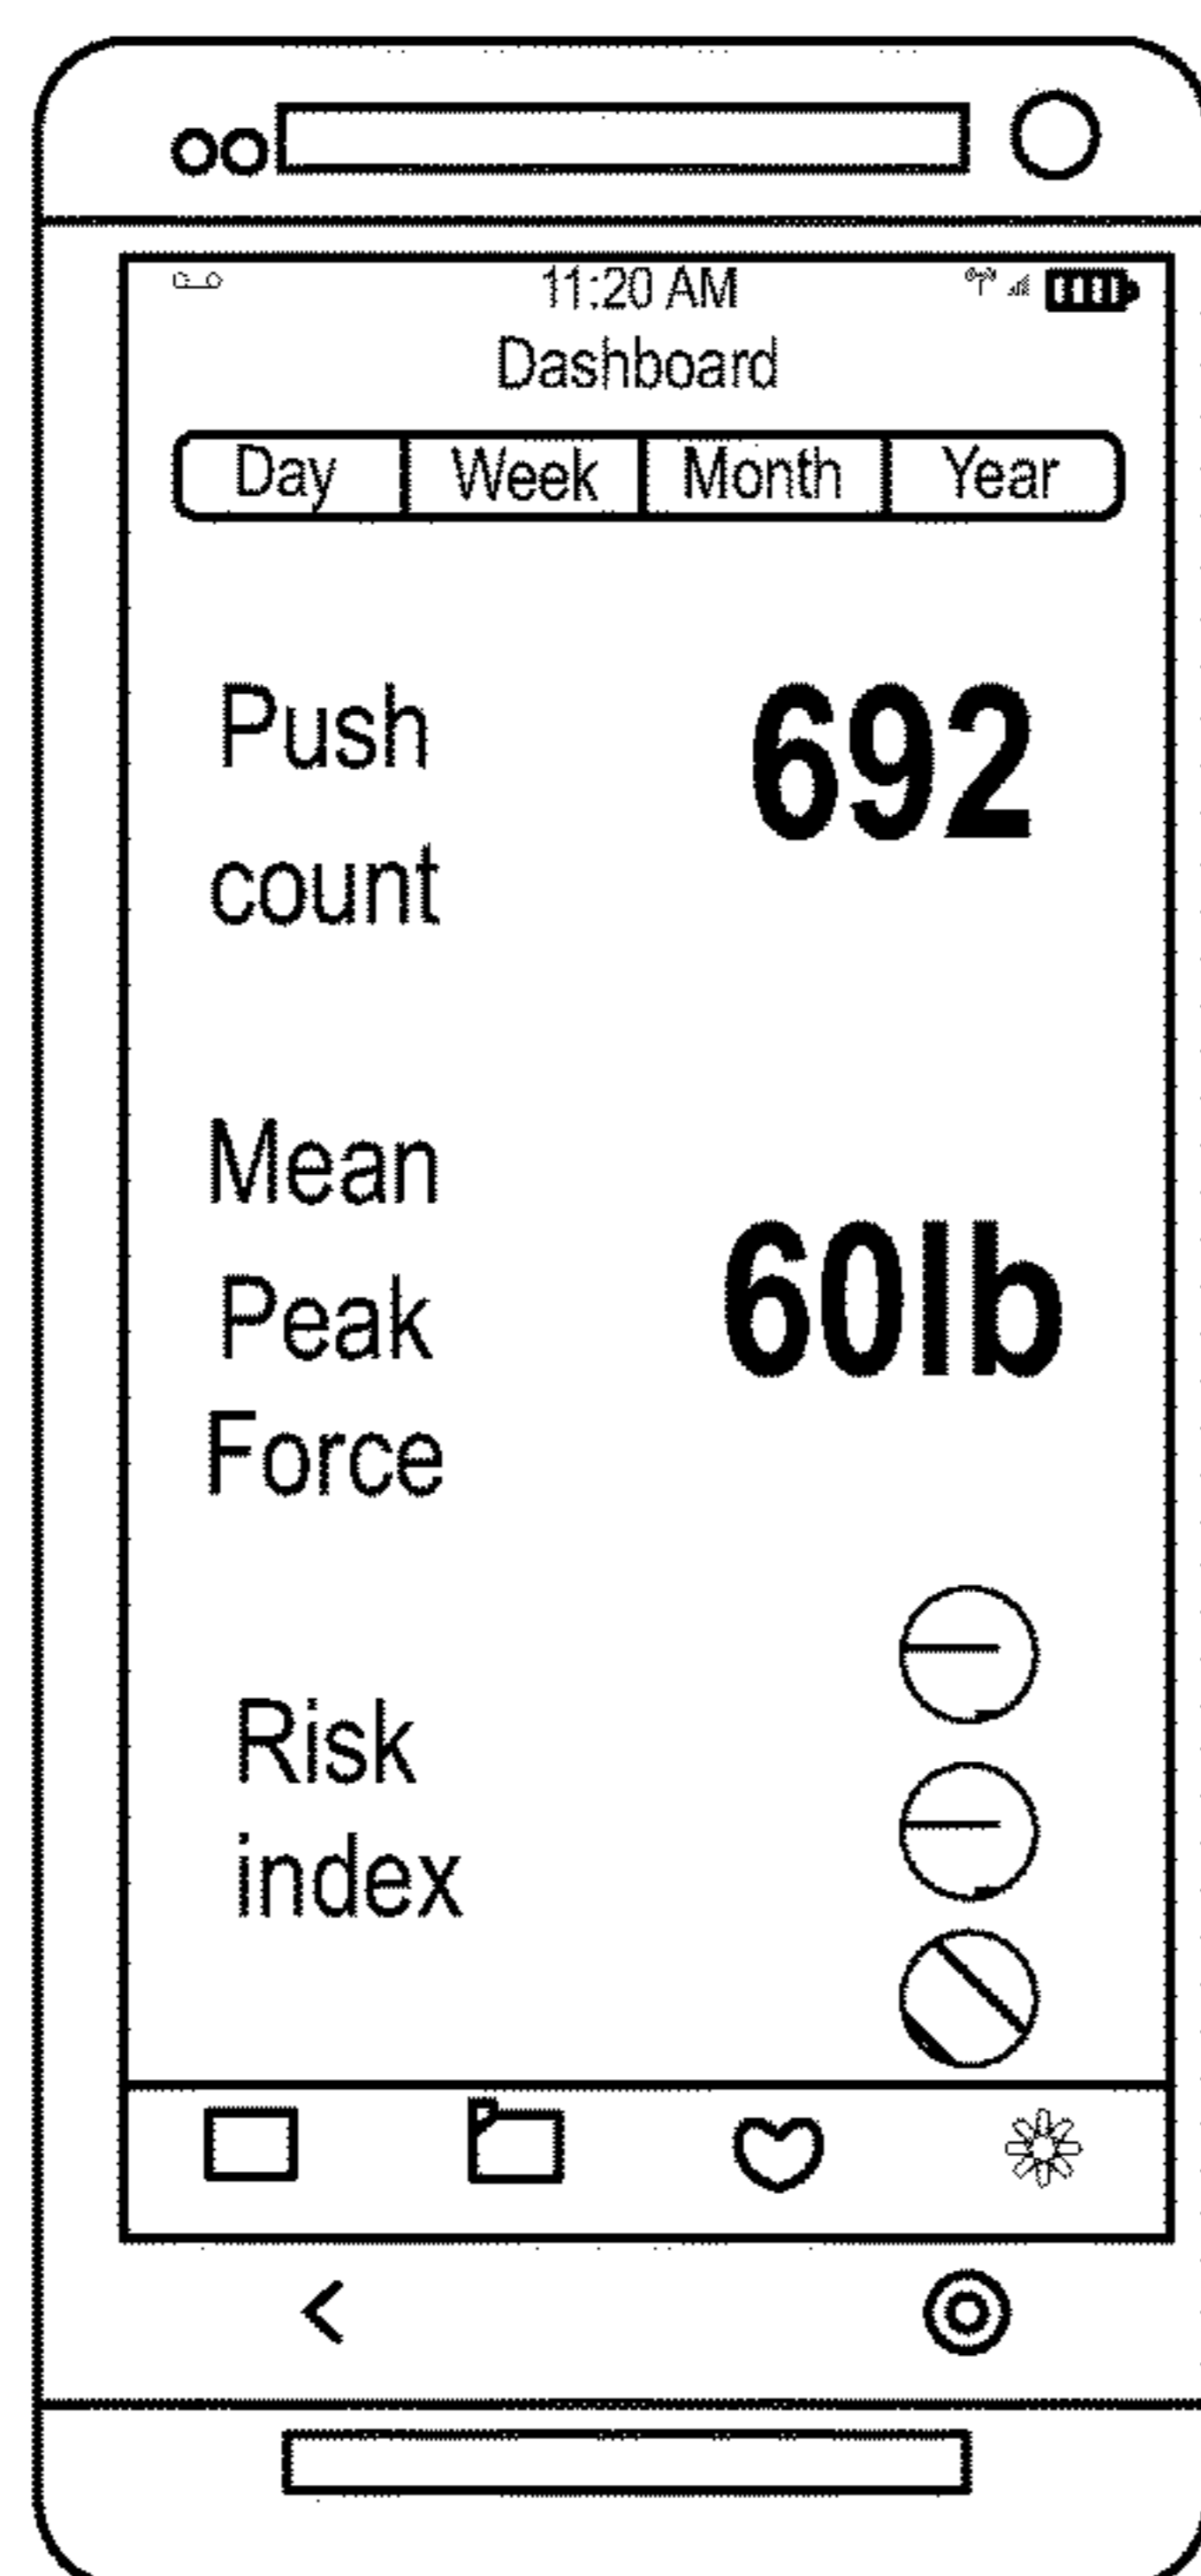 11:20 AM
Dashboard
Day Week Month Year
Push
count
692
Mean
Peak
Force
60lb
Risk
index